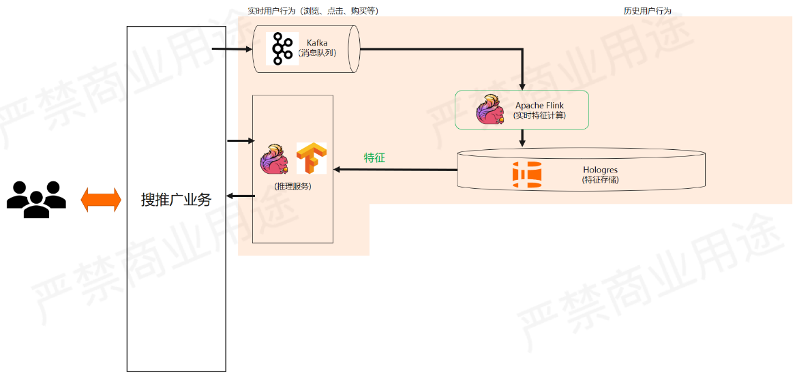 实时用户行为（浏览、点击、购买等）
历史用户行为
Kafka
(消息队列)
Apache Flink
(实时特征计算)
特征
Hologres
(特征存储)
(推理服务)
搜推广业务
严禁商业用途
严禁商业用途
严禁商业用途
严禁商业用途